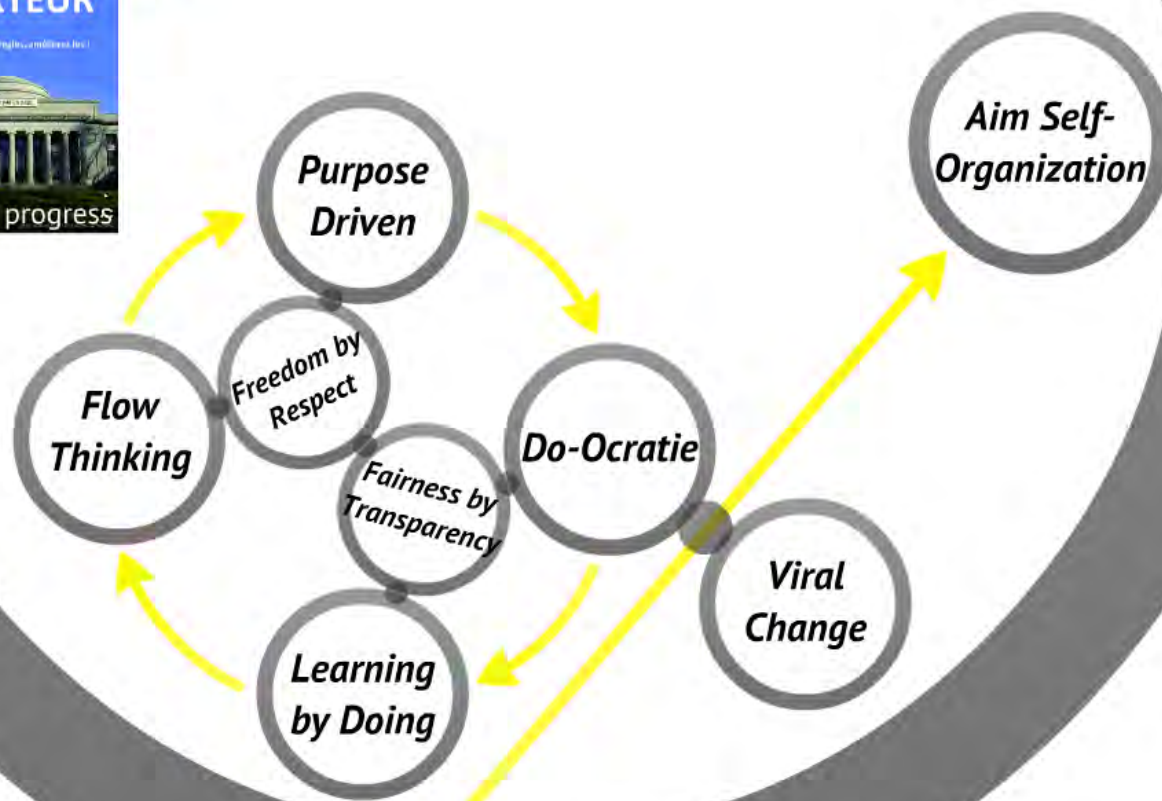 progress
Purpose
Driven
Aim Self-
Organization
Freedom by
Respect
Flow
Thinking
Do-Ocratie
Fairness by
Transparency
Viral
Change
Learning
by Doing